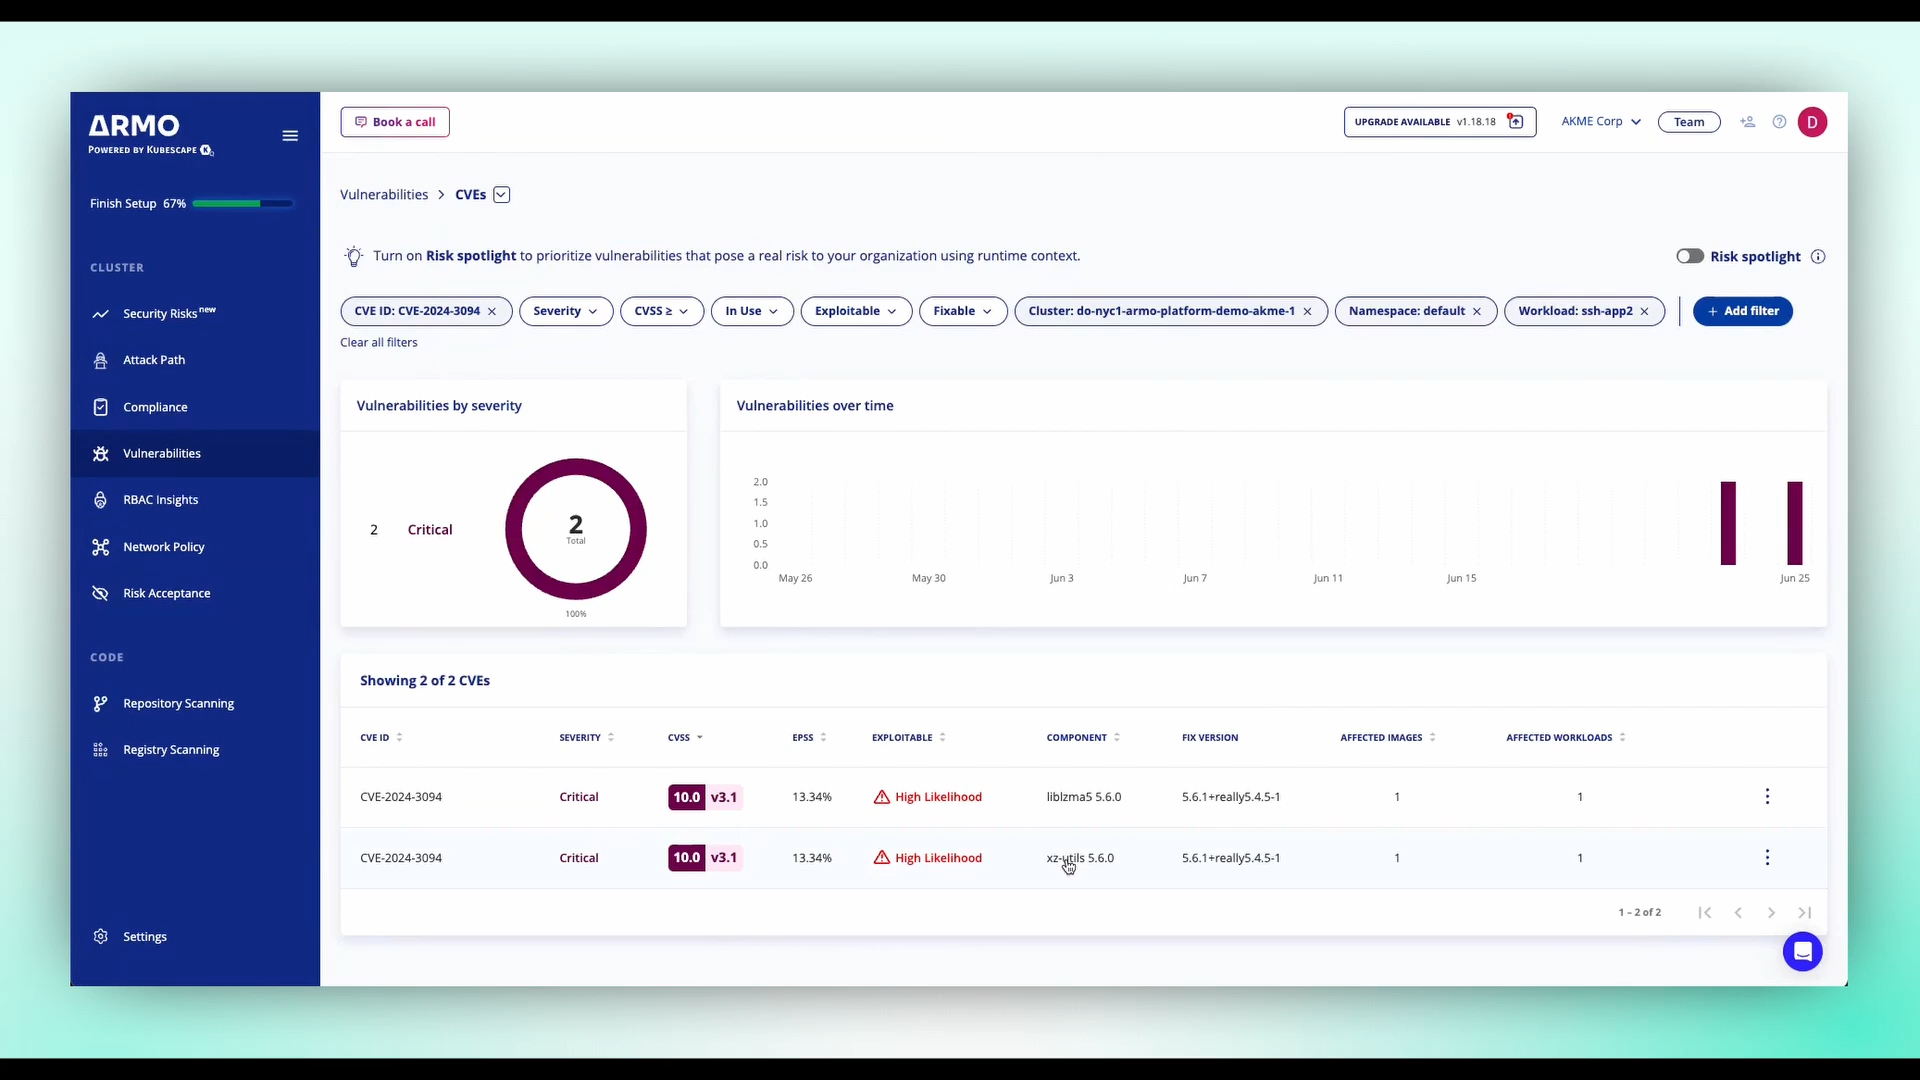 ARMO
POWERED BY KUBESCAPE
Finish Setup 67%
CLUSTER
Security Risks new
Attack Path
Compliance
Vulnerabilities
RBAC Insights
Network Policy
Risk Acceptance
CODE
Repository Scanning
Registry Scanning
Settings
Book a call
UPGRADE AVAILABLE v1.18.18
AKME Corp
Team
D
Vulnerabilities > CVEs
Turn on Risk spotlight to prioritize vulnerabilities that pose a real risk to your organization using runtime context.
Risk spotlight
CVE ID: CVE-2024-3094 Severity CVSS ≥ In Use Exploitable Fixable Cluster: do-nyc1-armo-platform-demo-akme-1 Namespace: default Workload: ssh-app2 + Add filter
Clear all filters
Vulnerabilities by severity
2 Critical
2
Total
100%
Vulnerabilities over time
2.0
1.5
1.0
0.5
0.0
May 26 May 30 Jun 3 Jun 7 Jun 11 Jun 15 Jun 25
Showing 2 of 2 CVEs
CVE ID SEVERITY CVSS EPSS EXPLOITABLE COMPONENT FIX VERSION AFFECTED IMAGES AFFECTED WORKLOADS
CVE-2024-3094 Critical 10.0 v3.1 13.34% High Likelihood liblzma5 5.6.0 5.6.1+really5.4.5-1 1 1
CVE-2024-3094 Critical 10.0 v3.1 13.34% High Likelihood xz-utils 5.6.0 5.6.1+really5.4.5-1 1 1
1 – 2 of 2